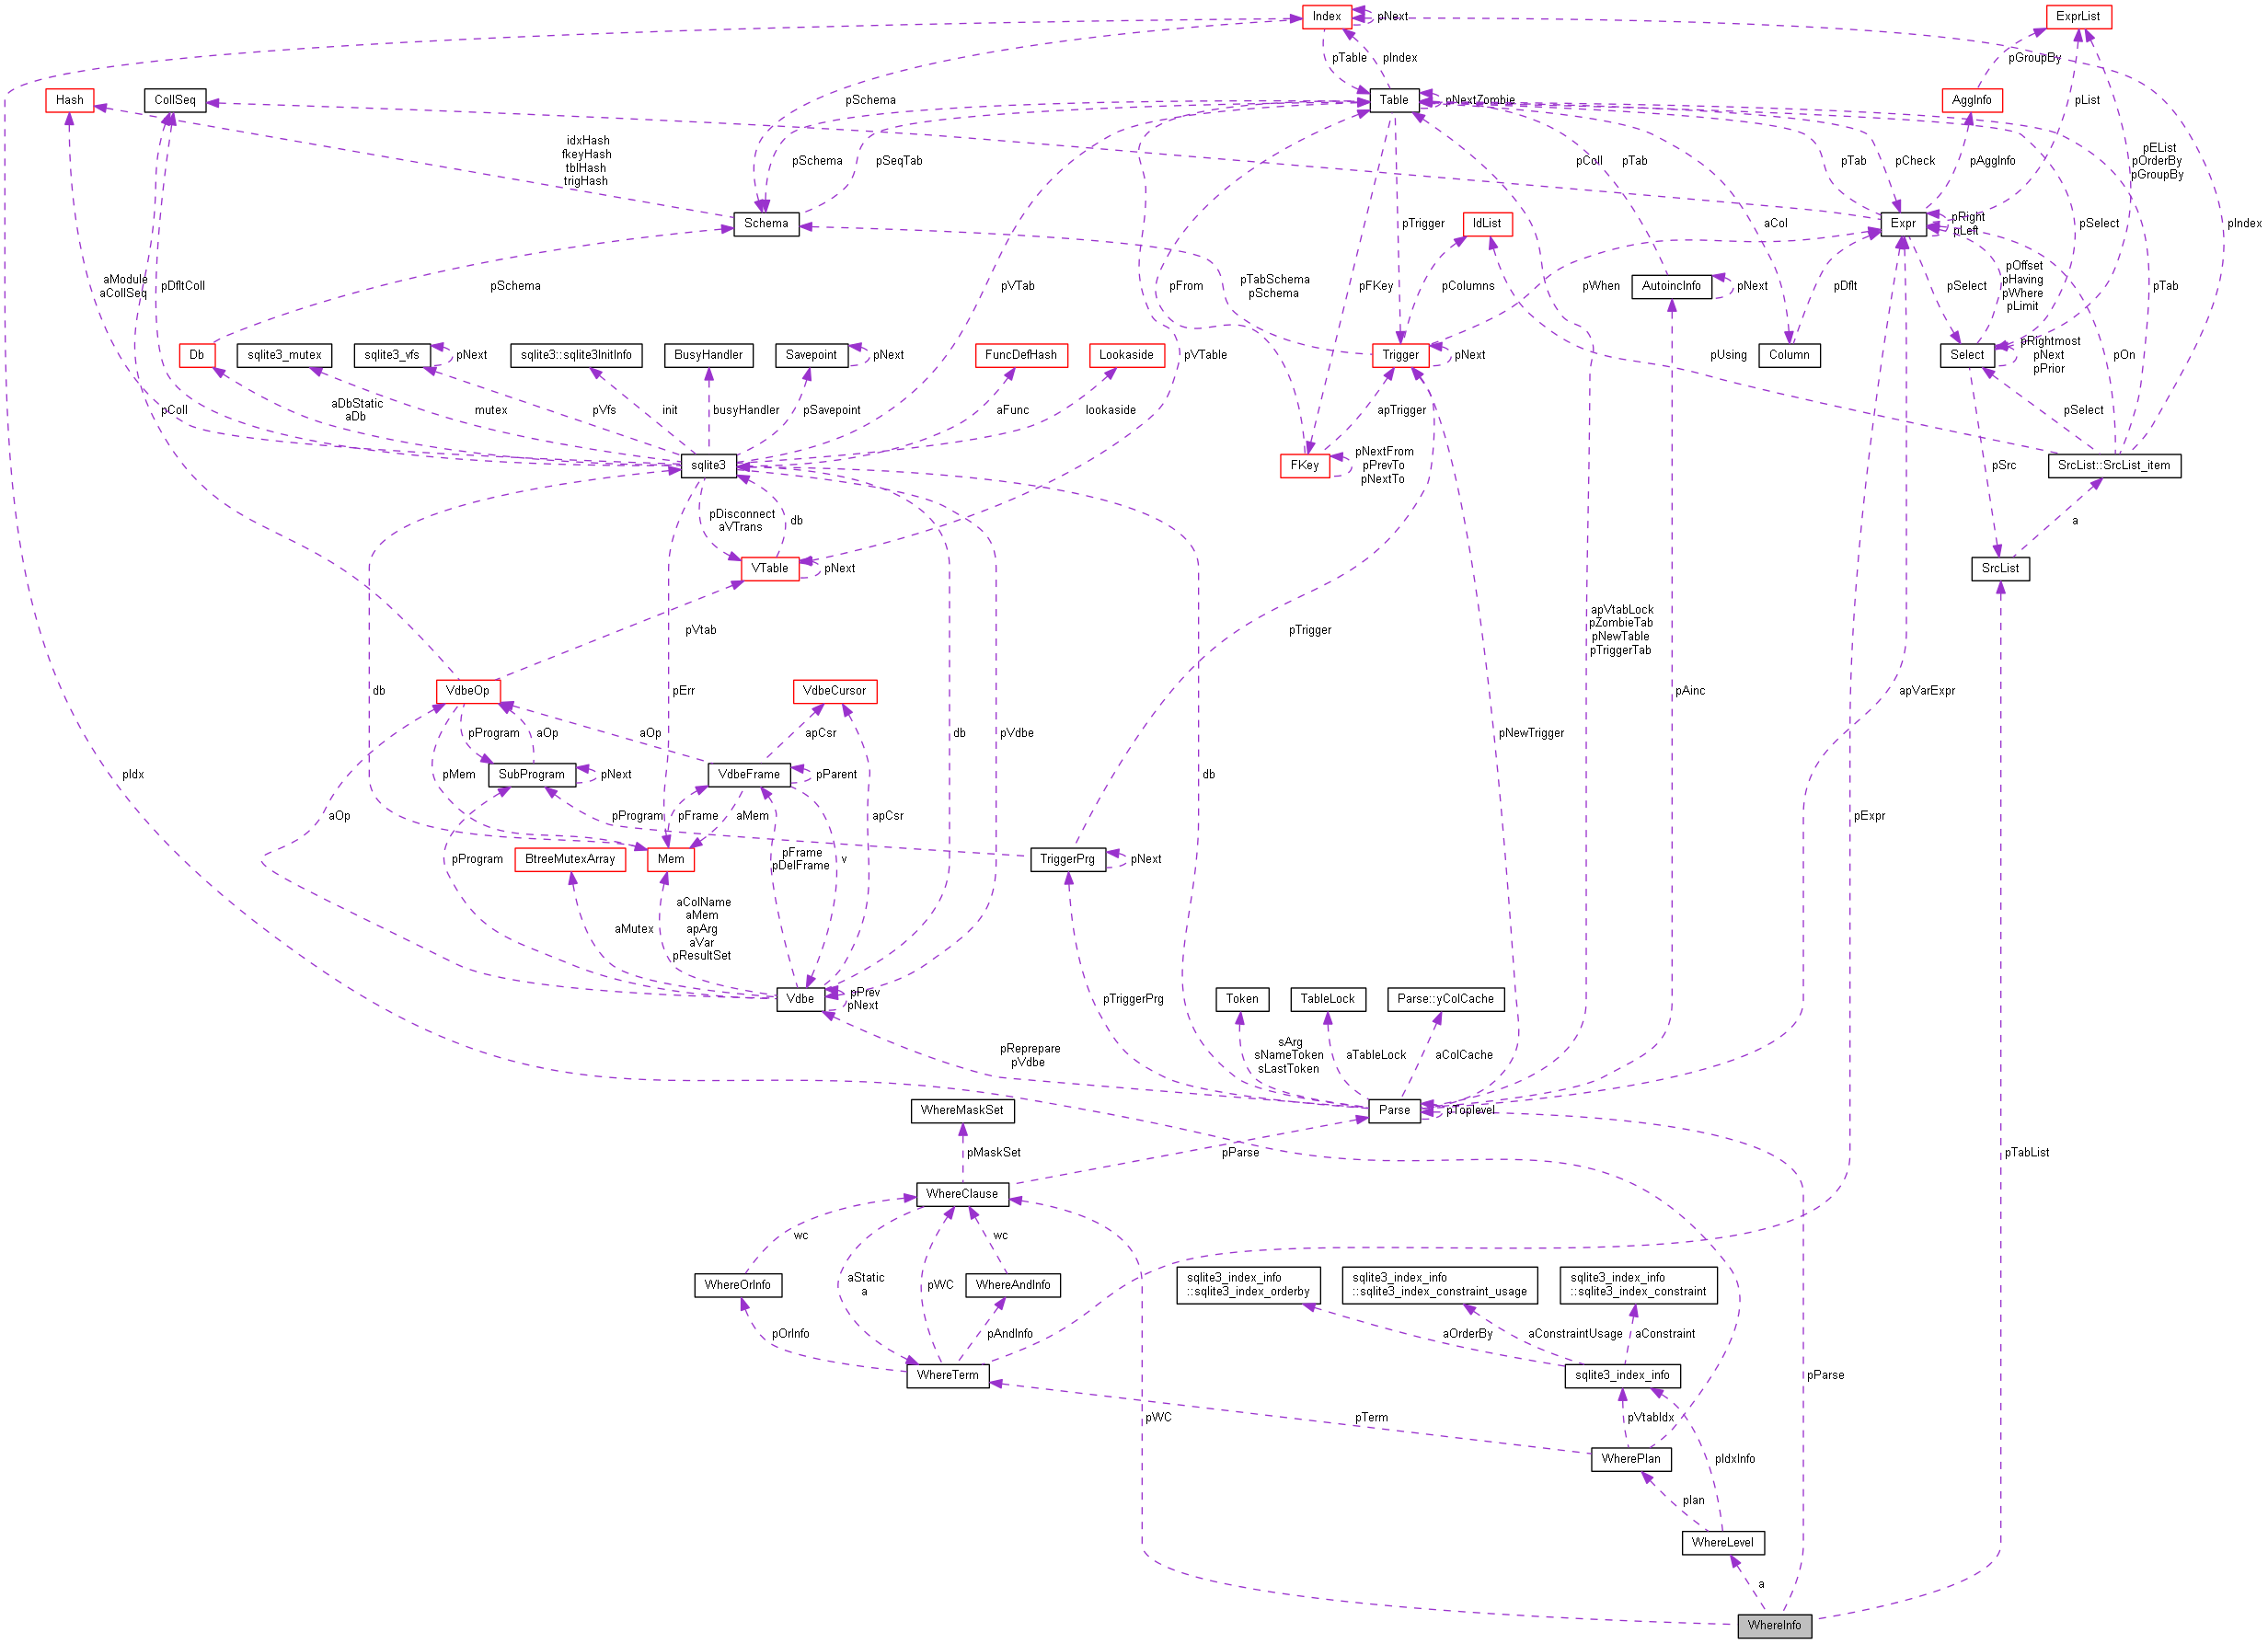 Index
pNext
ExprList
pTable
pIndex
pGroupBy
Hash
CollSeq
pSchema
Table
pNextZombie
pList
AggInfo
idxHash
fkeyHash
tblHash
trigHash
pSchema
pSeqTab
pColl
pTab
pTab
pCheck
pAggInfo
pEList
pOrderBy
pGroupBy
Schema
pTrigger
IdList
aCol
Expr
pRight
pLeft
pSelect
pIndex
aModule
aCollSeq
pDfltColl
pSchema
pVTab
pFrom
pTabSchema
pSchema
pFKey
pColumns
pWhen
AutoincInfo
pNext
pDflt
pSelect
pOffset
pHaving
pWhere
pLimit
pTab
Db
sqlite3_mutex
sqlite3_vfs
pNext
sqlite3::sqlite3InitInfo
BusyHandler
Savepoint
pNext
FuncDefHash
Lookaside
pVTable
Trigger
pNext
Column
Select
pRightmost
pNext
pPrior
pOn
pUsing
pColl
aDbStatic
aDb
mutex
pVfs
init
busyHandler
pSavepoint
aFunc
lookaside
apTrigger
pSelect
sqlite3
FKey
pNextFrom
pPrevTo
pNextTo
pSrc
SrcList::SrcList_item
pDisconnect
aVTrans
db
a
VTable
pNext
SrcList
pVtab
pTrigger
apVtabLock
pZombieTab
pNewTable
pTriggerTab
db
VdbeOp
pErr
VdbeCursor
pAinc
apVarExpr
pProgram
aOp
aOp
apCsr
db
pVdbe
pNewTrigger
pMem
SubProgram
pNext
VdbeFrame
pParent
db
aOp
pProgram
pFrame
aMem
apCsr
pExpr
pProgram
BtreeMutexArray
Mem
pFrame
pDelFrame
v
TriggerPrg
pNext
aMutex
aColName
aMem
apArg
aVar
pResultSet
pIdx
Vdbe
pPrev
pNext
pTriggerPrg
Token
TableLock
Parse::yColCache
pReprepare
pVdbe
sArg
sNameToken
sLastToken
aTableLock
aColCache
WhereMaskSet
Parse
pToplevel
pMaskSet
pParse
pTabList
WhereClause
wc
wc
aStatic
a
pWC
WhereOrInfo
WhereAndInfo
sqlite3_index_info
::sqlite3_index_orderby
sqlite3_index_info
::sqlite3_index_constraint_usage
sqlite3_index_info
::sqlite3_index_constraint
pOrInfo
pAndInfo
aOrderBy
aConstraintUsage
aConstraint
WhereTerm
sqlite3_index_info
pParse
pWC
pTerm
pVtabIdx
WherePlan
pIdxInfo
plan
WhereLevel
a
WhereInfo